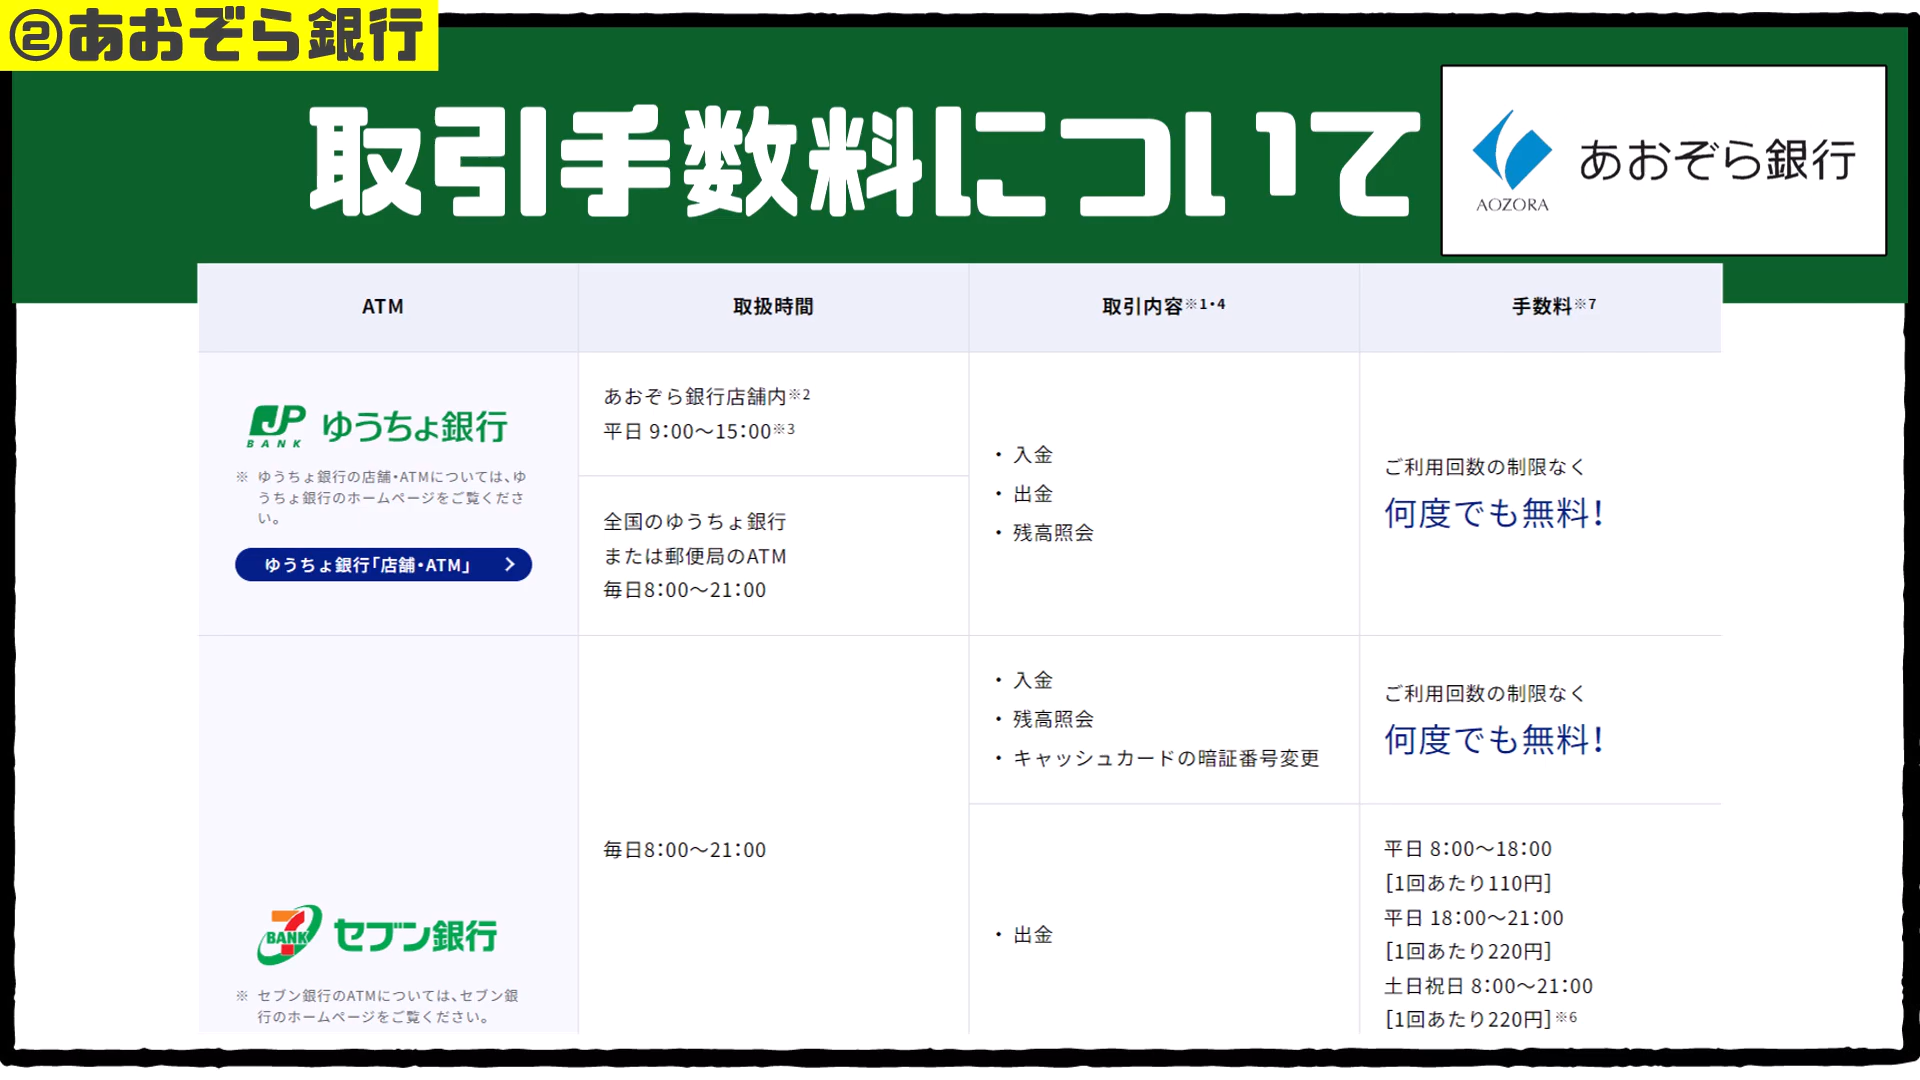 ②あおぞら銀行
取引手数料について
あおぞら銀行
AOZORA
ATM
取扱時間
取引内容※1・4
手数料※7
JP
BANK
ゆうちょ銀行
※ ゆうちょ銀行の店舗・ATMについては、ゆ
うちょ銀行のホームページをご覧くださ
い。
ゆうちょ銀行「店舗・ATM」
あおぞら銀行店舗内※2
平日 9：00～15：00※3
全国のゆうちょ銀行
または郵便局のATM
毎日8：00～21：00
・ 入金
・ 出金
・ 残高照会
ご利用回数の制限なく
何度でも無料！
7
BANK
セブン銀行
※ セブン銀行のATMについては、セブン銀
行のホームページをご覧ください。
毎日8：00～21：00
・ 入金
・ 残高照会
・ キャッシュカードの暗証番号変更
ご利用回数の制限なく
何度でも無料！
・ 出金
平日 8：00～18：00
［1回あたり110円］
平日 18：00～21：00
［1回あたり220円］
土日祝日 8：00～21：00
［1回あたり220円］※6